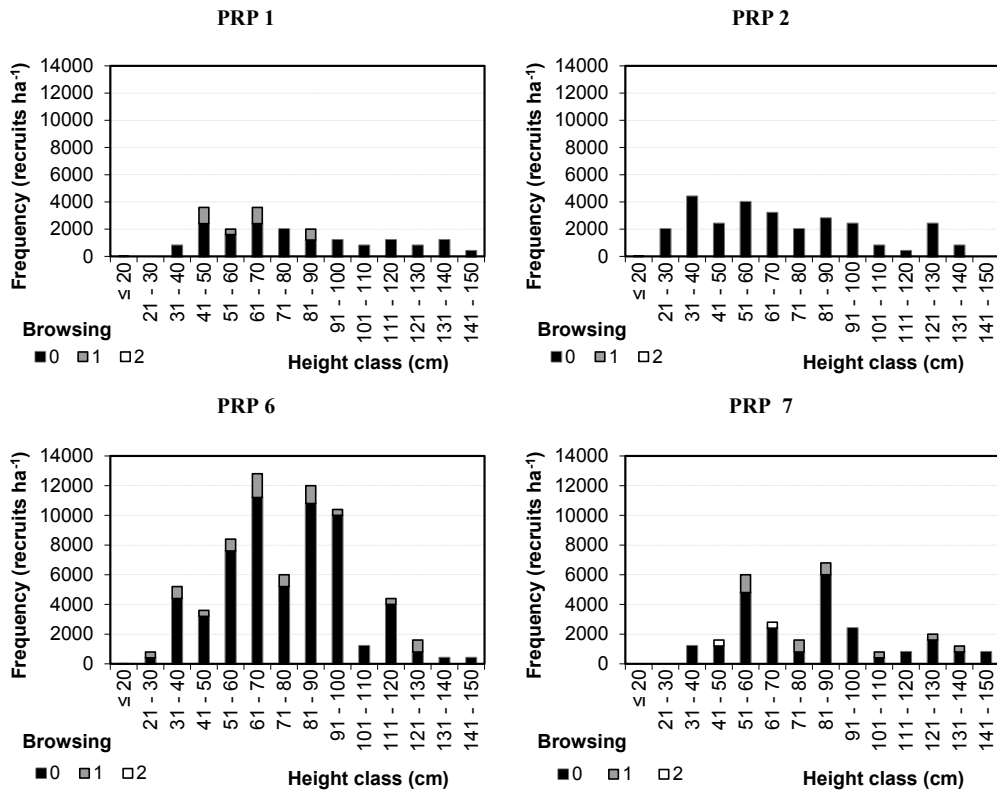 PRP 1
Frequency (recruits ha⁻¹)
14000
12000
10000
8000
6000
4000
2000
0
≤ 20
21 - 30
31 - 40
41 - 50
51 - 60
61 - 70
71 - 80
81 - 90
91 - 100
101 - 110
111 - 120
121 - 130
131 - 140
141 - 150
Browsing
0 1 2
Height class (cm)
PRP 2
Frequency (recruits ha⁻¹)
14000
12000
10000
8000
6000
4000
2000
0
≤ 20
21 - 30
31 - 40
41 - 50
51 - 60
61 - 70
71 - 80
81 - 90
91 - 100
101 - 110
111 - 120
121 - 130
131 - 140
141 - 150
Browsing
0 1 2
Height class (cm)
PRP 6
Frequency (recruits ha⁻¹)
14000
12000
10000
8000
6000
4000
2000
0
≤ 20
21 - 30
31 - 40
41 - 50
51 - 60
61 - 70
71 - 80
81 - 90
91 - 100
101 - 110
111 - 120
121 - 130
131 - 140
141 - 150
Browsing
0 1 2
Height class (cm)
PRP 7
Frequency (recruits ha⁻¹)
14000
12000
10000
8000
6000
4000
2000
0
≤ 20
21 - 30
31 - 40
41 - 50
51 - 60
61 - 70
71 - 80
81 - 90
91 - 100
101 - 110
111 - 120
121 - 130
131 - 140
141 - 150
Browsing
0 1 2
Height class (cm)